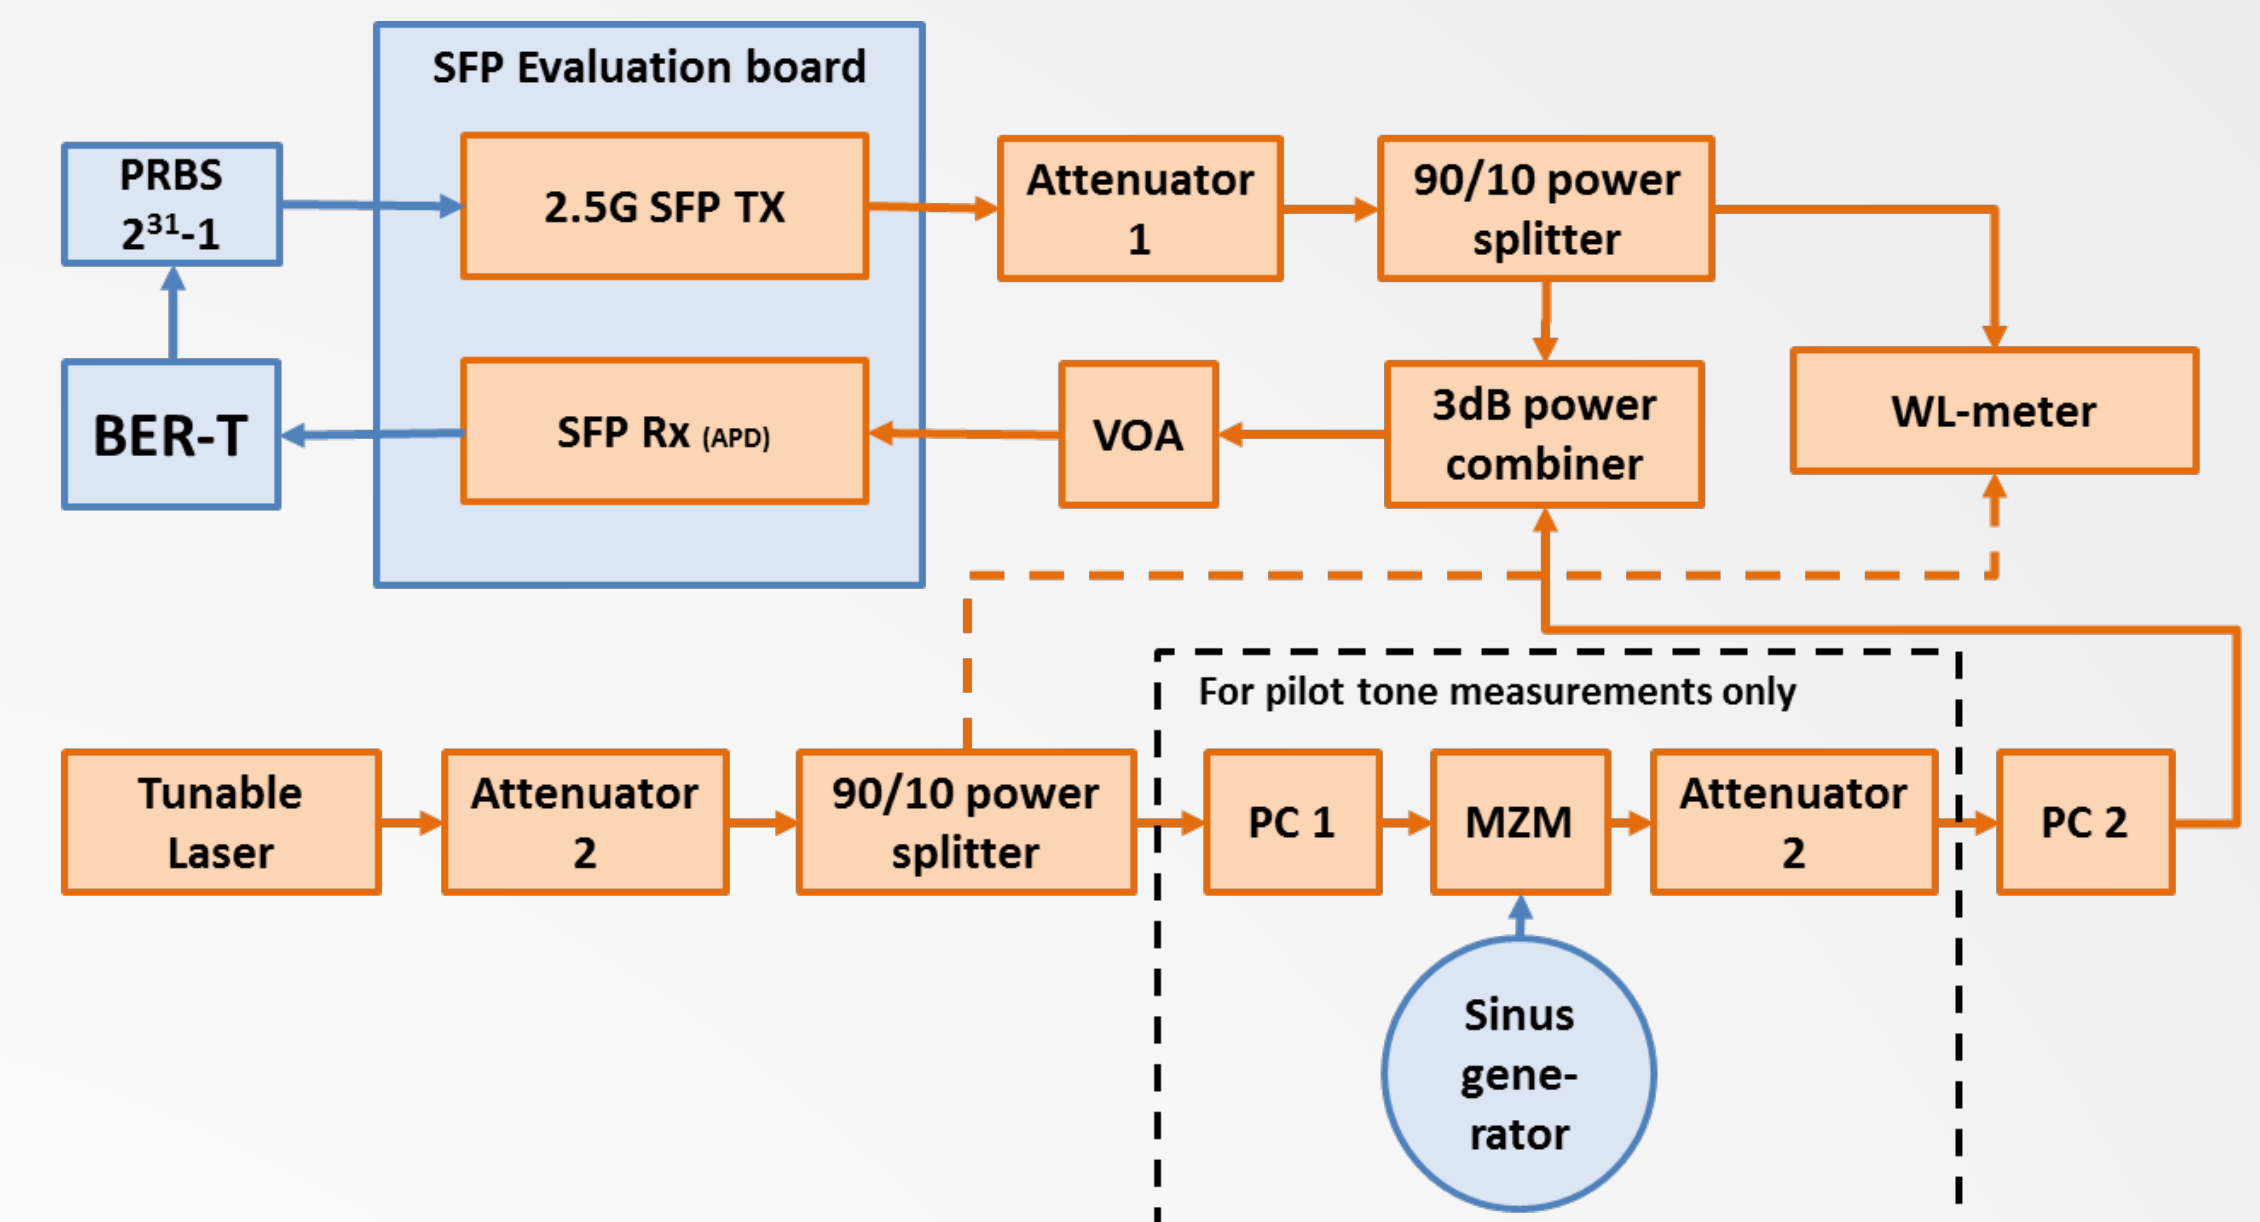 SFP Evaluation board
PRBS
2³¹-1
2.5G SFP TX
Attenuator
1
90/10 power
splitter
BER-T
SFP Rx (APD)
VOA
3dB power
combiner
WL-meter
For pilot tone measurements only
Tunable
Laser
Attenuator
2
90/10 power
splitter
PC 1
MZM
Attenuator
2
PC 2
Sinus
gene-
rator